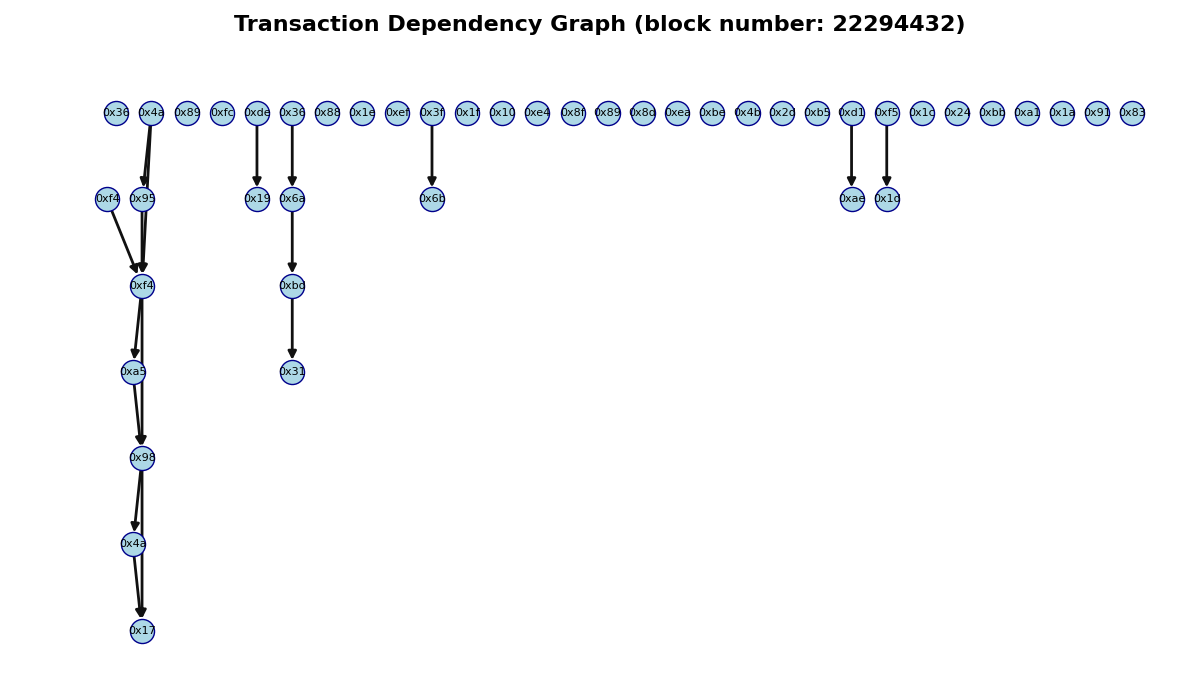 Transaction Dependency Graph (block number: 22294432)
0x36 0x4a 0x89 0xfc 0xde 0x36 0x88 0x1e 0xef 0x3f 0x1f 0x10 0xe4 0x8f 0x89 0x8d 0xea 0xbe 0x4b 0x2d 0xb5 0xd1 0xf5 0x1c 0x24 0xbb 0xa1 0x1a 0x91 0x83
0xf4 0x95 0x19 0x6a 0x6b 0xae 0x1d
0xf4 0xbd
0xa5 0x31
0x98
0x4a
0x17